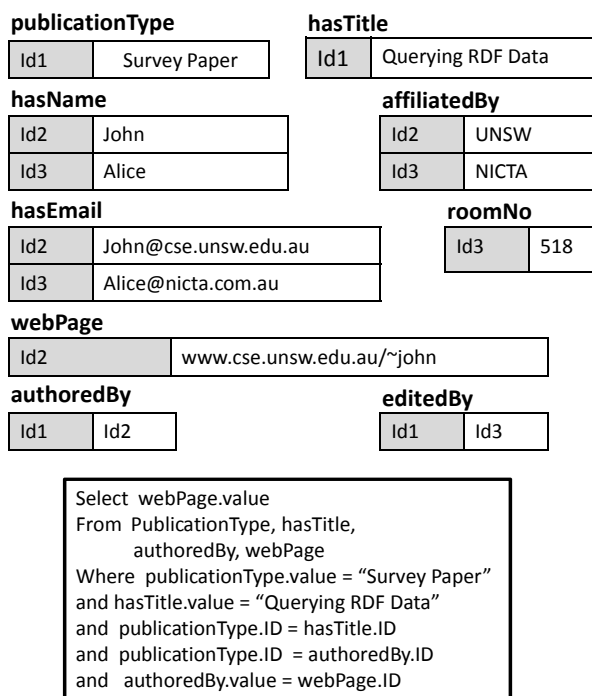 publicationType hasTitle
Id1 Survey Paper Id1 Querying RDF Data
hasName affiliatedBy
Id2 John Id2 UNSW
Id3 Alice Id3 NICTA
hasEmail roomNo
Id2 John@cse.unsw.edu.au Id3 518
Id3 Alice@nicta.com.au
webPage
Id2 www.cse.unsw.edu.au/~john
authoredBy editedBy
Id1 Id2 Id1 Id3
Select webPage.value
From PublicationType, hasTitle,
authoredBy, webPage
Where publicationType.value = “Survey Paper”
and hasTitle.value = “Querying RDF Data”
and publicationType.ID = hasTitle.ID
and publicationType.ID = authoredBy.ID
and authoredBy.value = webPage.ID